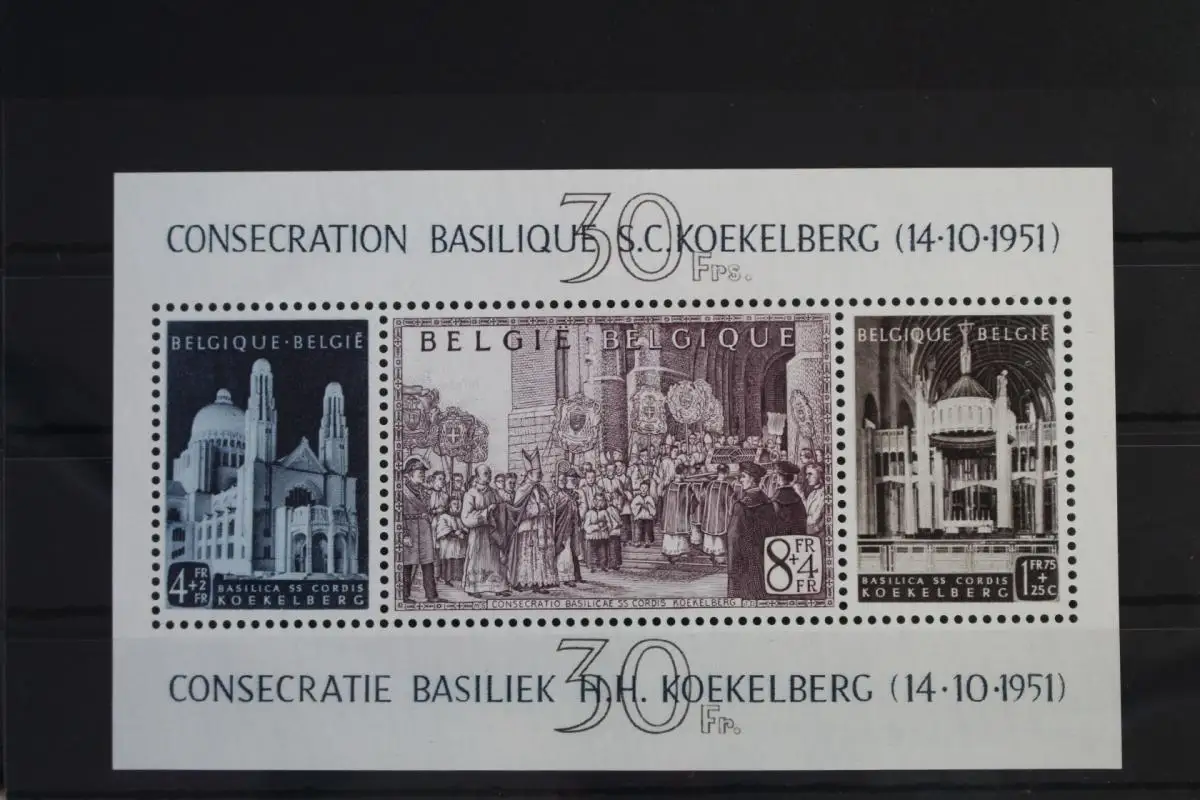 30 Frs.
CONSECRATION BASILIQUE S.C. KOEKELBERG (14·10·1951)
BELGIQUE·BELGIË
4 FR +2 FR
BASILICA SS CORDIS
KOEKELBERG
BELGIË·BELGIQUE
8 FR +4 FR
CONSECRATIO BASILICAE SS CORDIS KOEKELBERG
BELGIQUE·BELGIË
BASILICA SS CORDIS
KOEKELBERG
1 FR 75 + 25 C
30 Fr.
CONSECRATIE BASILIEK H.H. KOEKELBERG (14·10·1951)